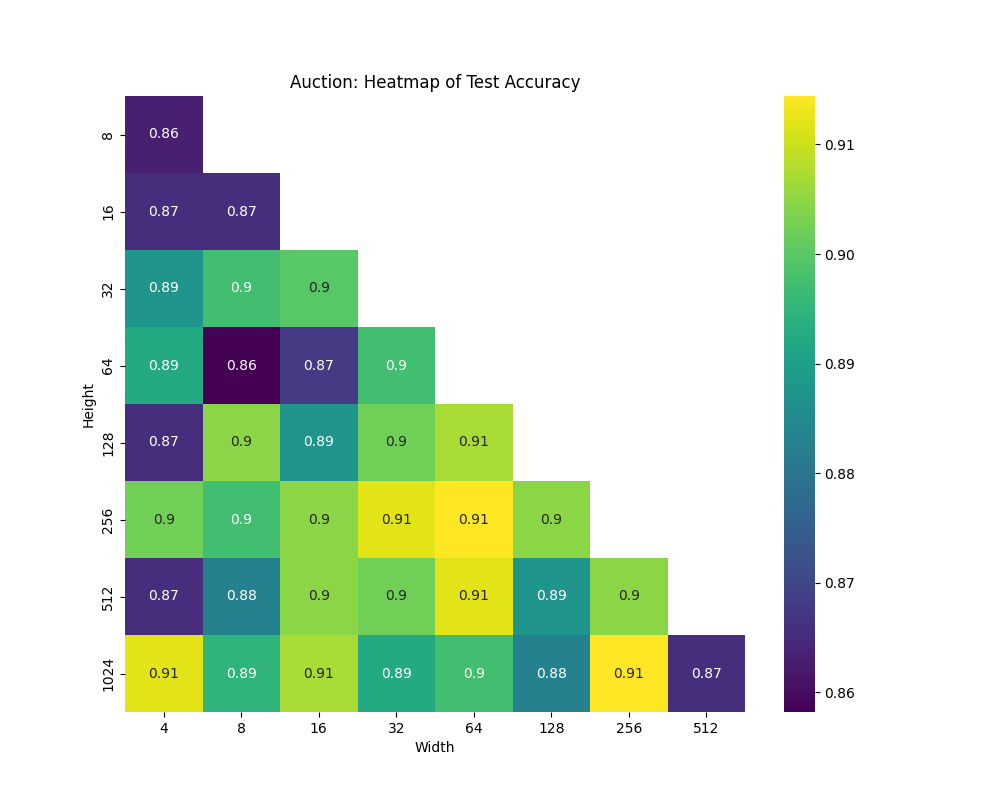 Auction: Heatmap of Test Accuracy
8 0.86 0.91
16 0.87 0.87 0.90
32 0.89 0.9 0.9
64 0.89 0.86 0.87 0.9 0.89
Height
128 0.87 0.9 0.89 0.9 0.91 0.88
256 0.9 0.9 0.9 0.91 0.91 0.9
512 0.87 0.88 0.9 0.9 0.91 0.89 0.9 0.87
1024 0.91 0.89 0.91 0.89 0.9 0.88 0.91 0.87 0.86
4 8 16 32 64 128 256 512
Width